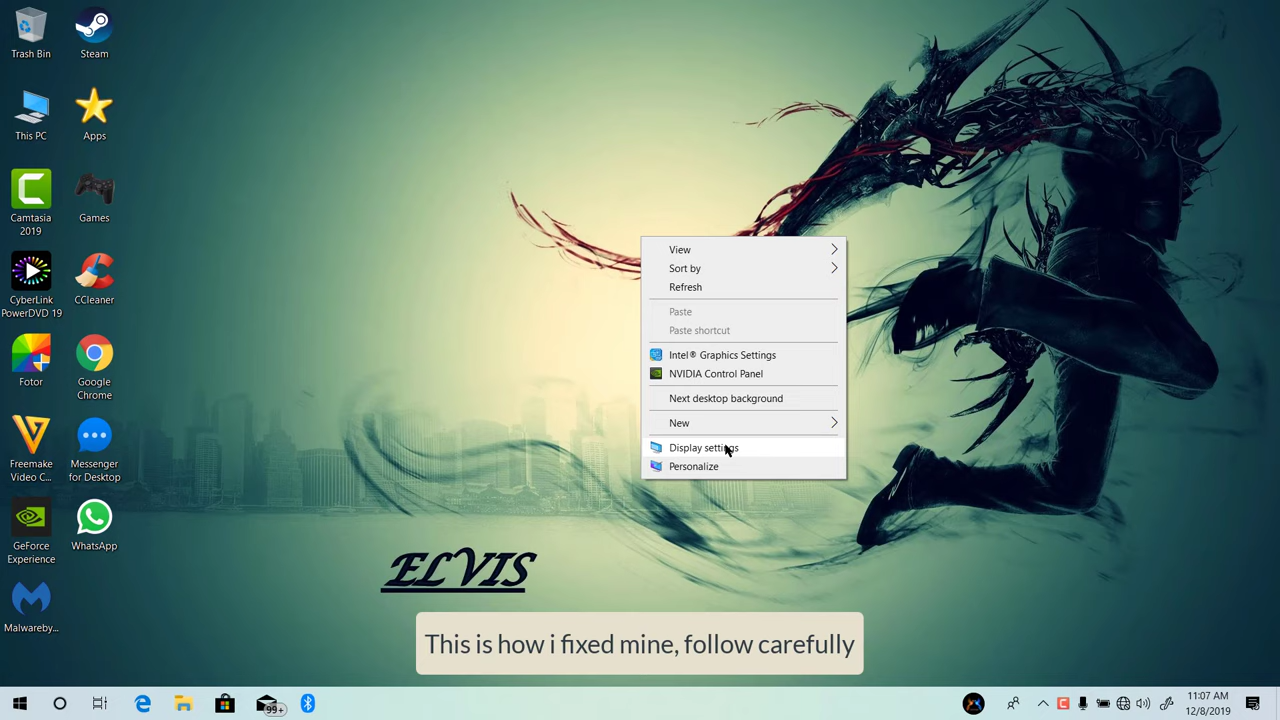 Trash Bin
Steam
This PC
Apps
Camtasia
2019
Games
CyberLink
PowerDVD 19
CCleaner
Fotor
Google
Chrome
Freemake
Video C...
Messenger
for Desktop
GeForce
Experience
WhatsApp
Malwareby...
View
Sort by
Refresh
Paste
Paste shortcut
Intel® Graphics Settings
NVIDIA Control Panel
Next desktop background
New
Display settings
Personalize
ELVIS
This is how i fixed mine, follow carefully
99+
11:07 AM
12/8/2019